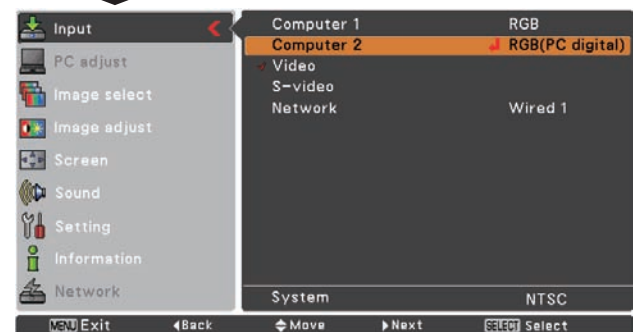 Input
PC adjust
Image select
Image adjust
Screen
Sound
Setting
Information
Network
Computer 1 RGB
Computer 2 RGB(PC digital)
Video
S-video
Network Wired 1
System NTSC
MENU Exit Back Move Next SELECT Select